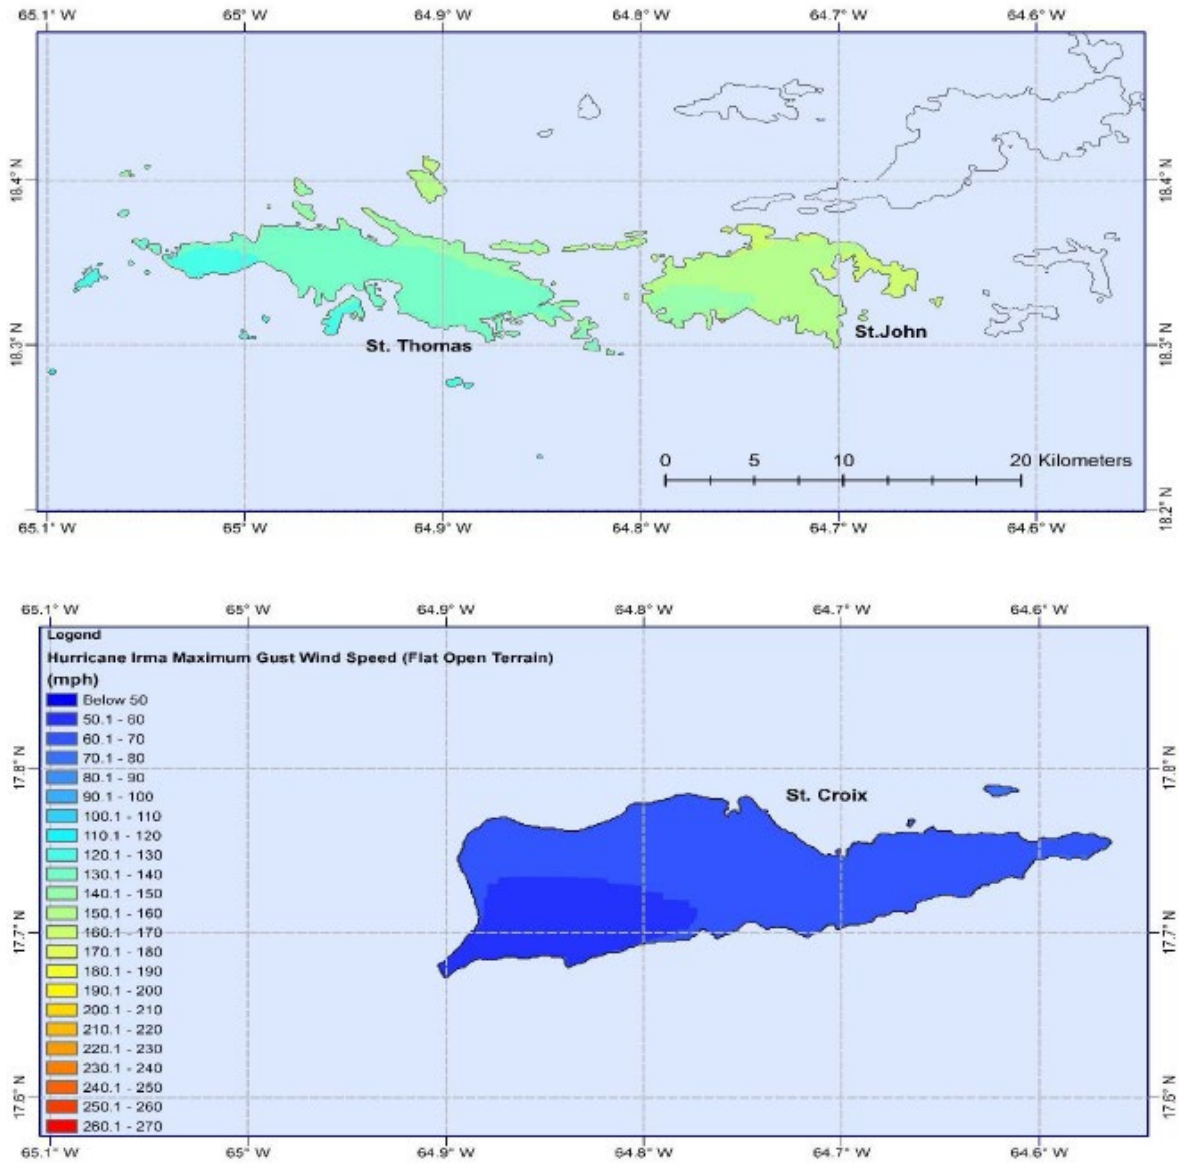 65.1° W 65° W 64.9° W 64.8° W 64.7° W 64.6° W
18.4° N 18.4° N
St.John
St. Thomas
18.3° N 18.3° N
0 5 10 20 Kilometers
18.2° N
65.1° W 65° W 64.9° W 64.8° W 64.7° W 64.6° W
65.1° W 65° W 64.9° W 64.8° W 64.7° W 64.6° W
Legend
Hurricane Irma Maximum Gust Wind Speed (Flat Open Terrain)
(mph)
Below 50
50.1 - 60
60.1 - 70
70.1 - 80
80.1 - 90
90.1 - 100
100.1 - 110
110.1 - 120
120.1 - 130
130.1 - 140
140.1 - 150
150.1 - 160
160.1 - 170
170.1 - 180
180.1 - 190
190.1 - 200
200.1 - 210
210.1 - 220
220.1 - 230
230.1 - 240
240.1 - 250
250.1 - 260
260.1 - 270
17.8° N 17.8° N
St. Croix
17.7° N 17.7° N
17.6° N 17.6° N
65.1° W 65° W 64.9° W 64.8° W 64.7° W 64.6° W